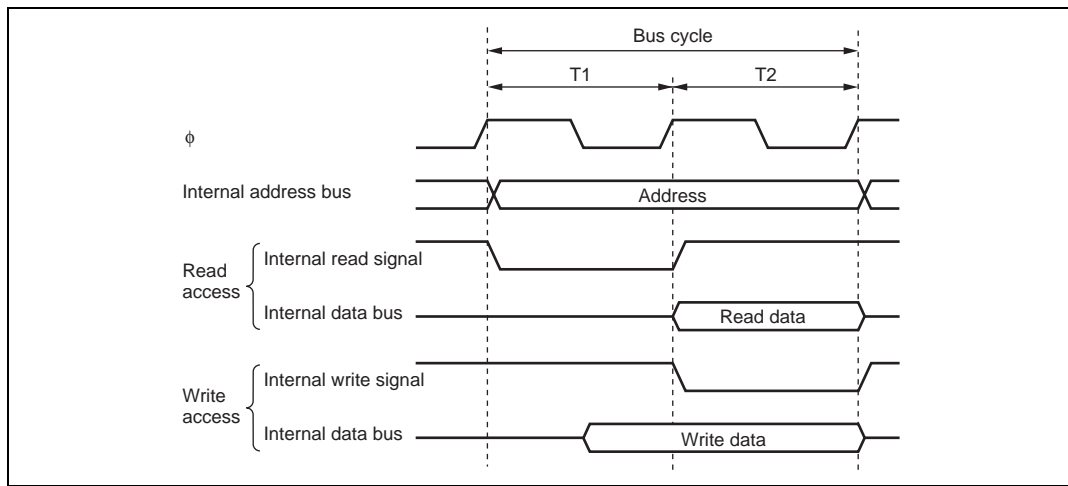 Bus cycle
T1
T2
ϕ
Internal address bus
Address
Read access
Internal read signal
Internal data bus
Read data
Write access
Internal write signal
Internal data bus
Write data